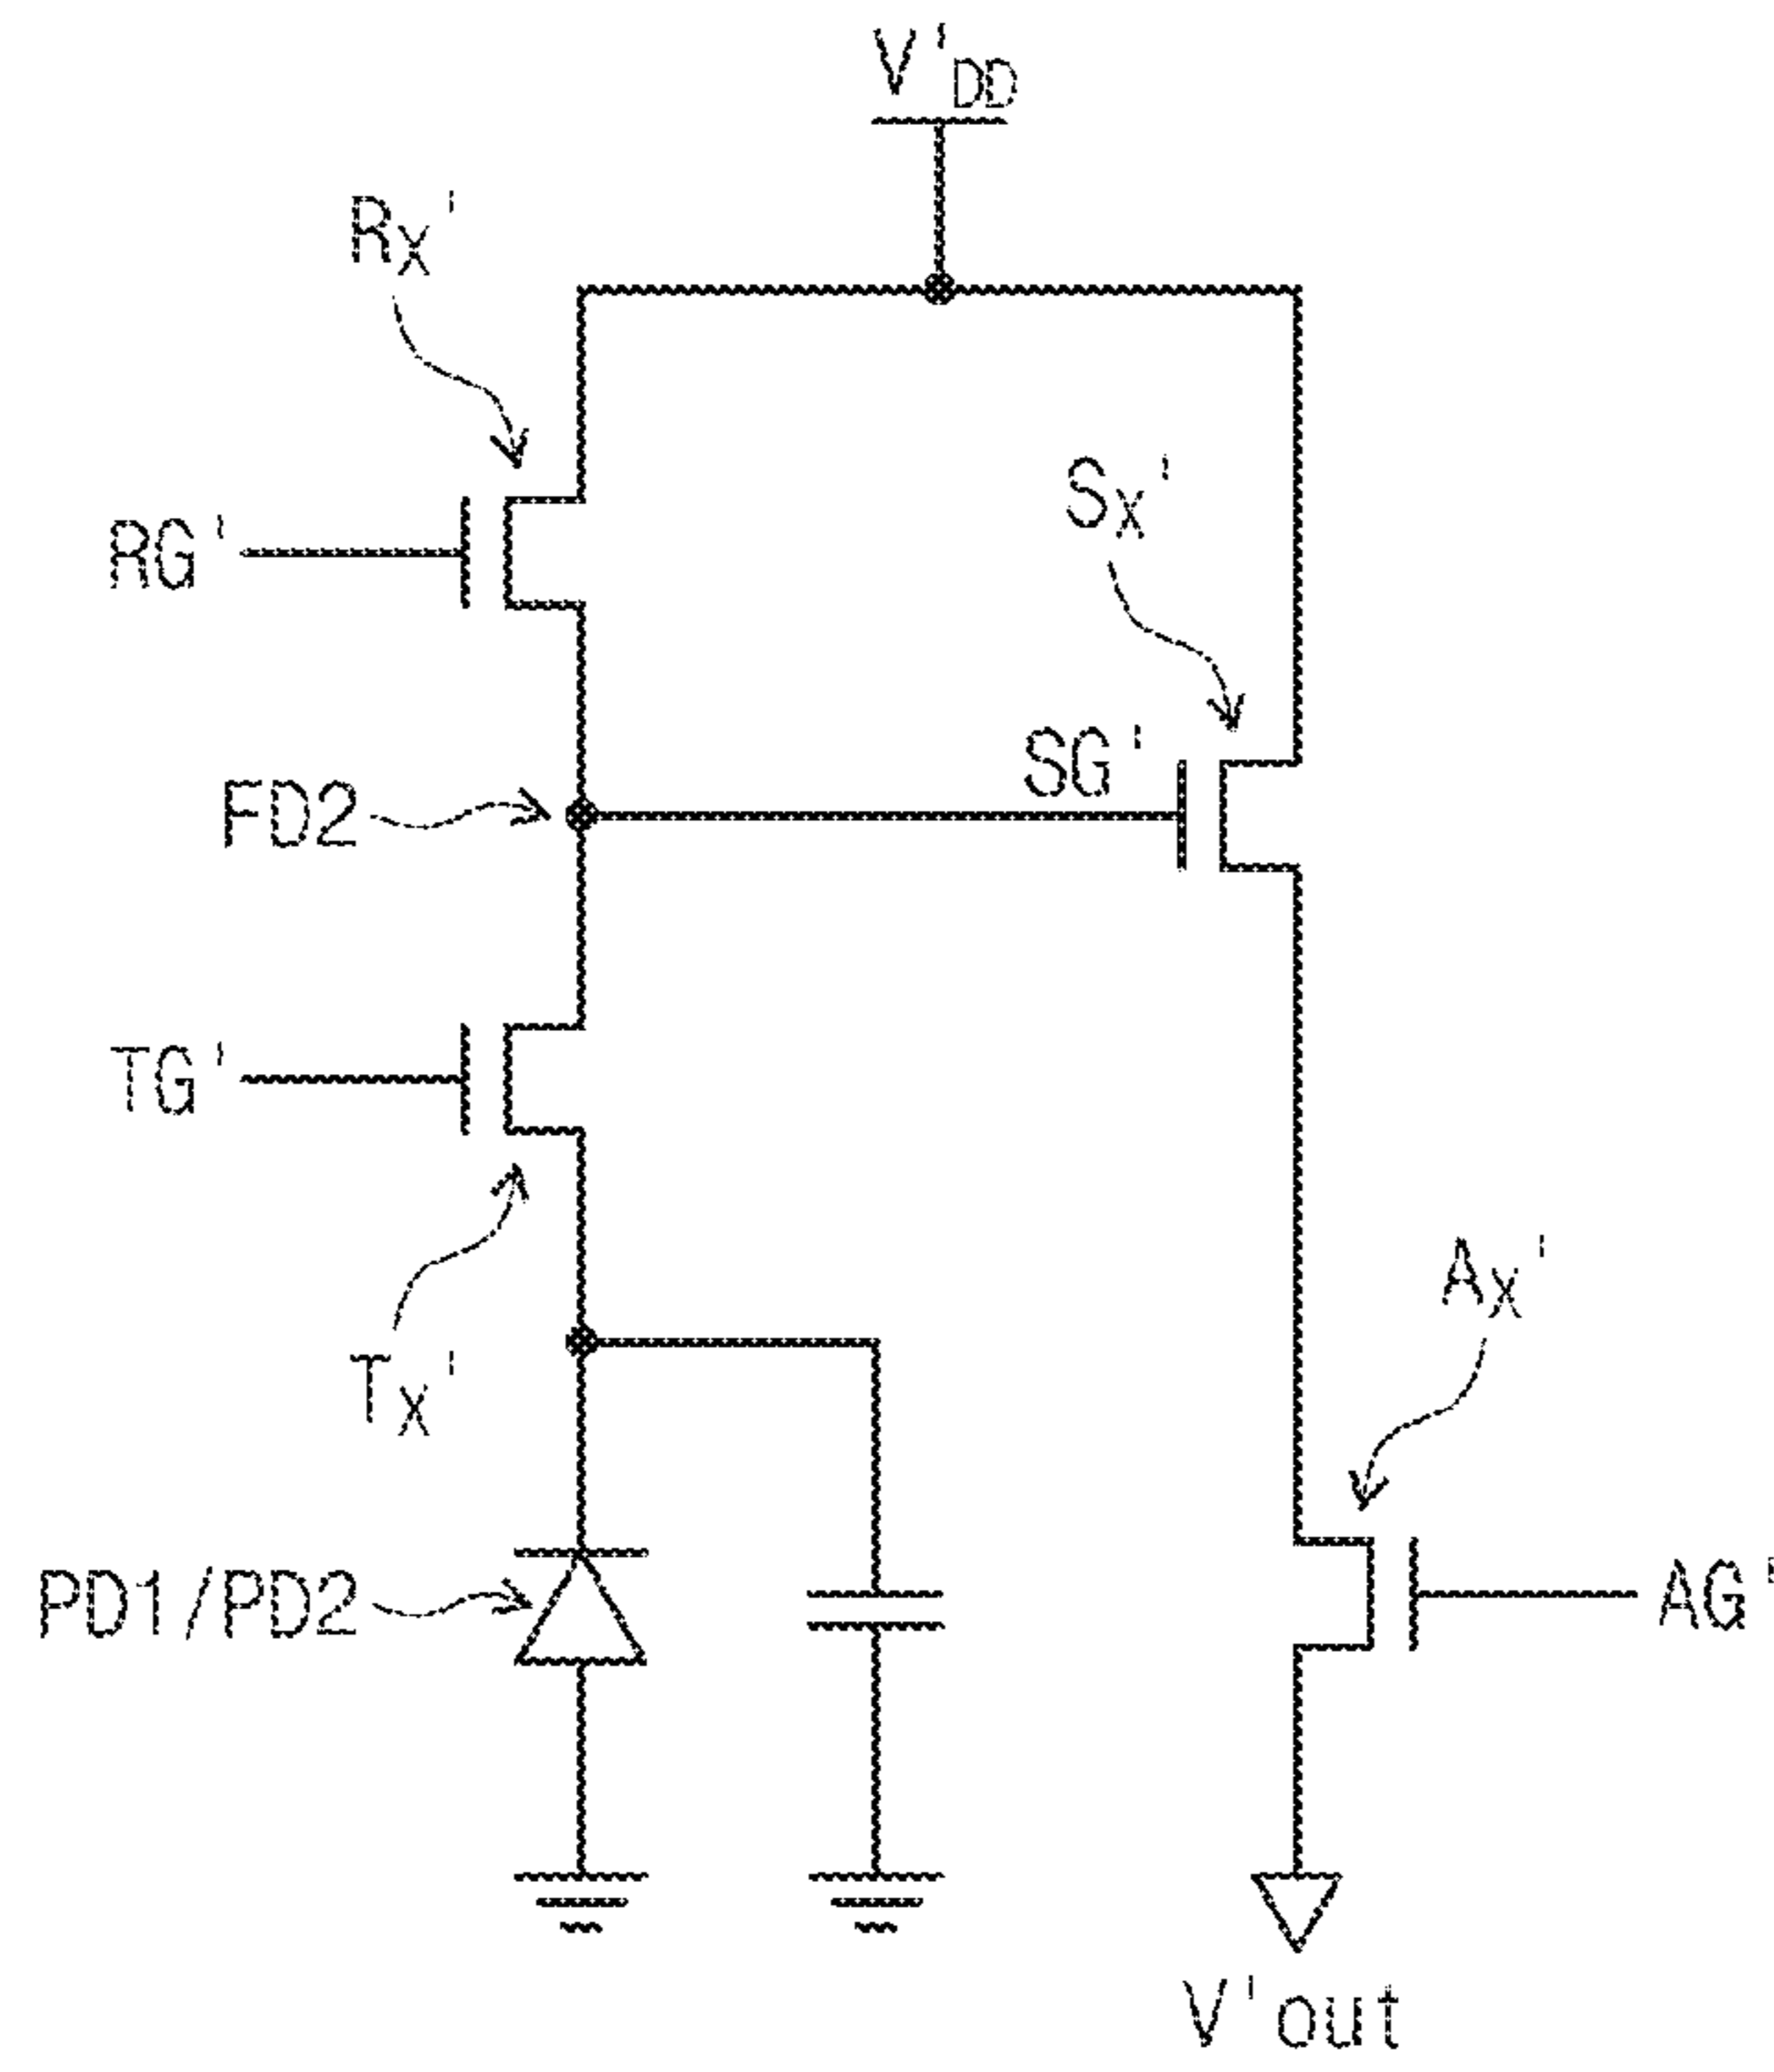 V'DD
RX'
SX'
RG'
SG'
FD2
TG'
AX'
TX'
PD1/PD2
AG'
V'out